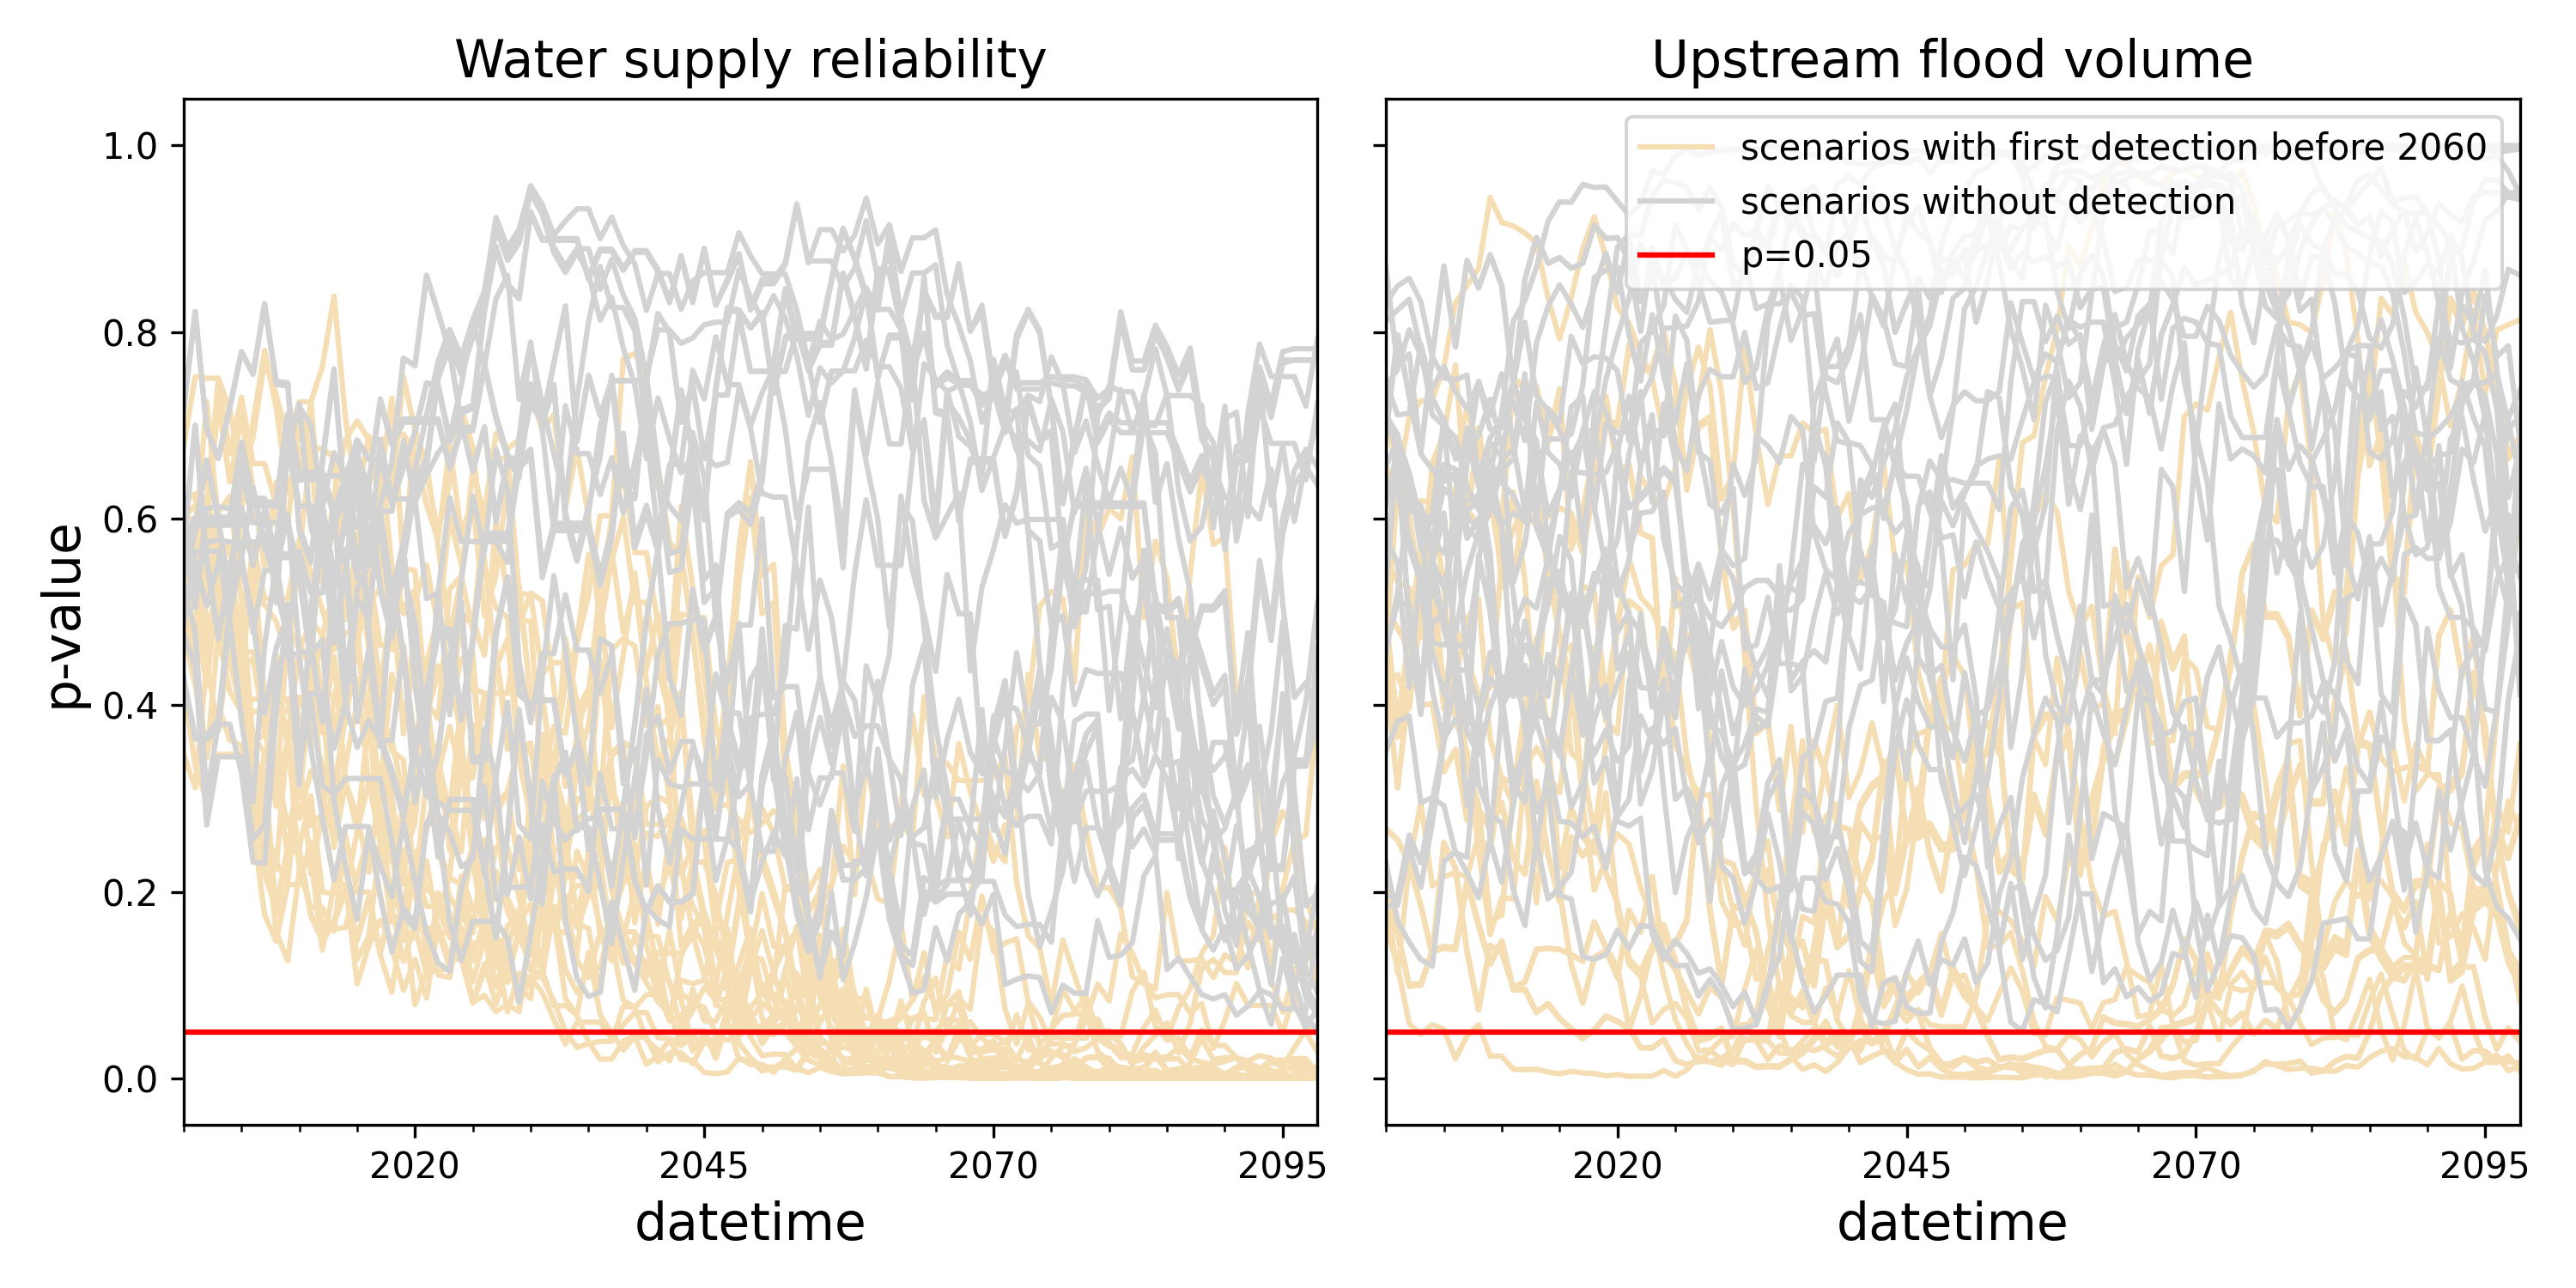 Water supply reliability
Upstream flood volume
1.0
0.8
0.6
0.4
0.2
0.0
p-value
scenarios with first detection before 2060
scenarios without detection
p=0.05
2020 2045 2070 2095
2020 2045 2070 2095
datetime
datetime